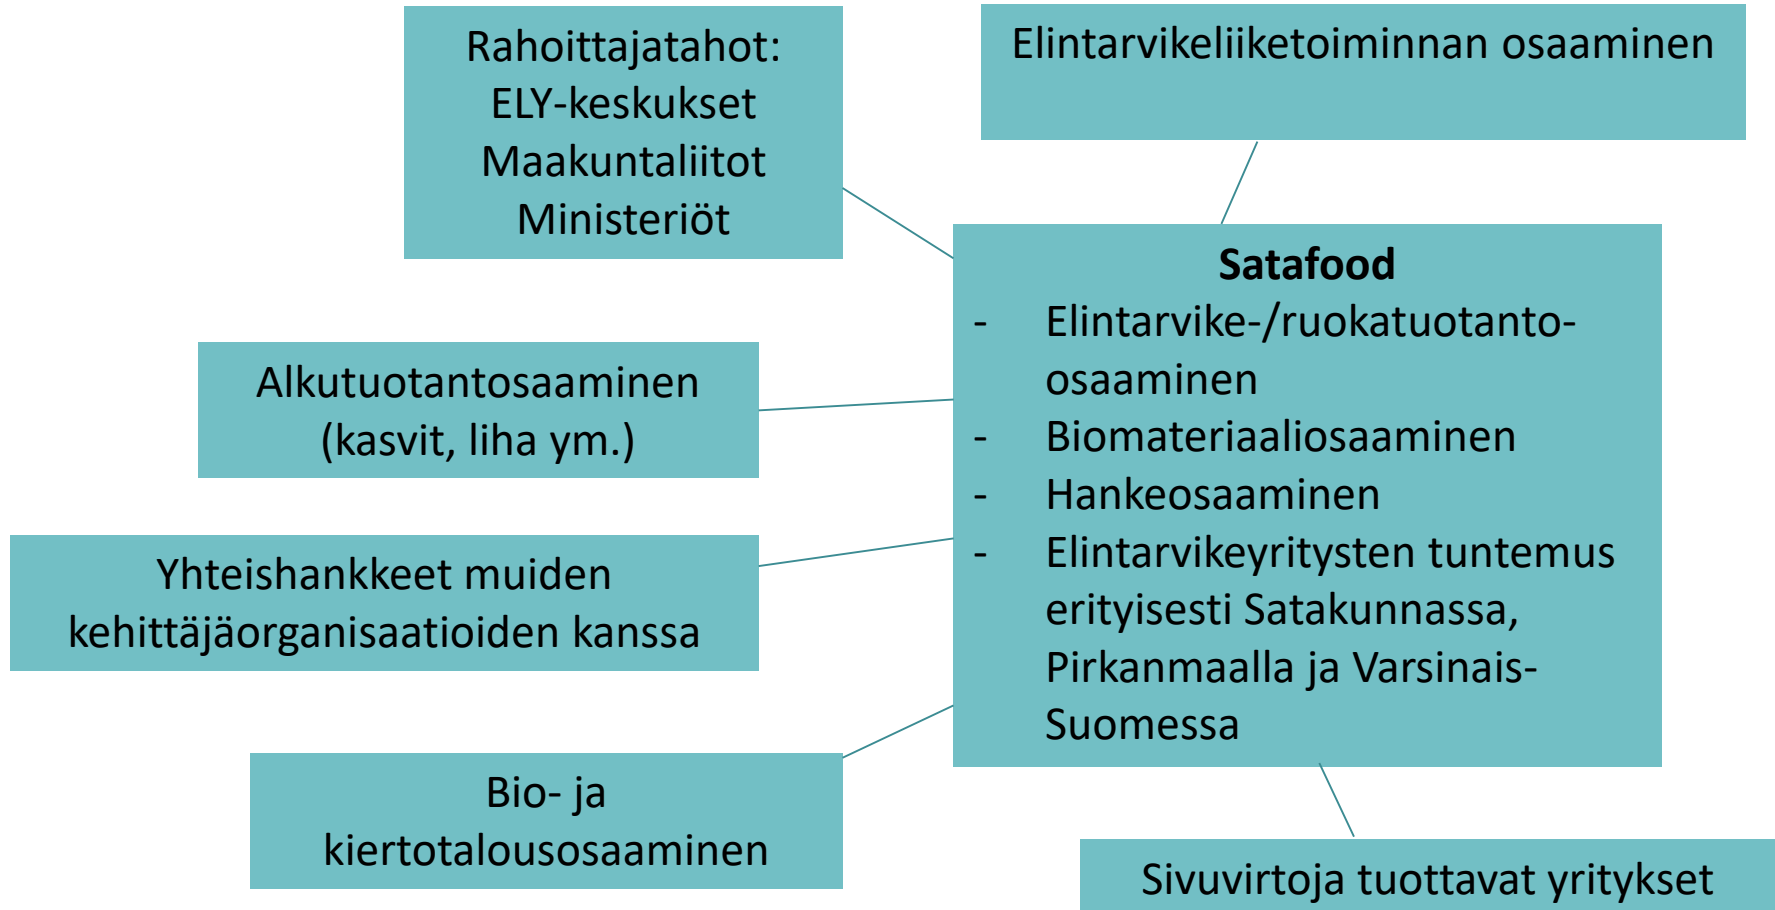 Rahoittajatahot:
ELY-keskukset
Maakuntaliitot
Ministeriöt
Elintarvikeliiketoiminnan osaaminen
Satafood
- Elintarvike-/ruokatuotanto-
osaaminen
- Biomateriaaliosaaminen
- Hankeosaaminen
- Elintarvikeyritysten tuntemus
erityisesti Satakunnassa,
Pirkanmaalla ja Varsinais-
Suomessa
Alkutuotantosaaminen
(kasvit, liha ym.)
Yhteishankkeet muiden
kehittäjäorganisaatioiden kanssa
Bio- ja
kiertotalousosaaminen
Sivuvirtoja tuottavat yritykset